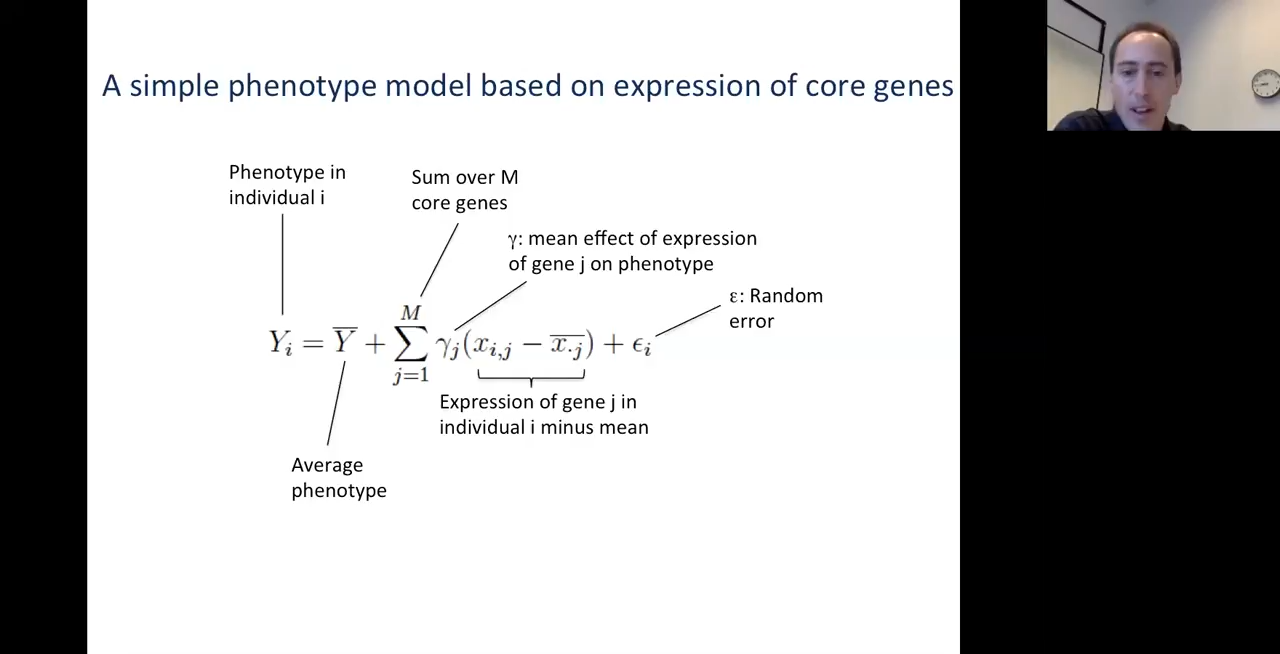 A simple phenotype model based on expression of core genes
Phenotype in
individual i
Sum over M
core genes
γ: mean effect of expression
of gene j on phenotype
ε: Random
error
M
Y_i = \overline{Y} + ∑ γ_j(x_{i,j} − \overline{x_{·j}}) + ϵ_i
j=1
Expression of gene j in
individual i minus mean
Average
phenotype